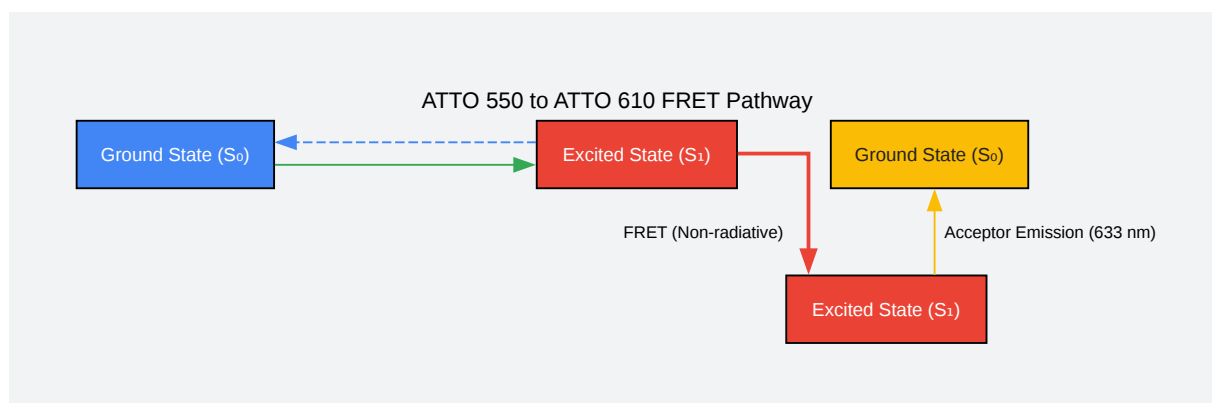 ATTO 550 to ATTO 610 FRET Pathway
Ground State (S₀)
Excited State (S₁)
Ground State (S₀)
FRET (Non-radiative)
Acceptor Emission (633 nm)
Excited State (S₁)